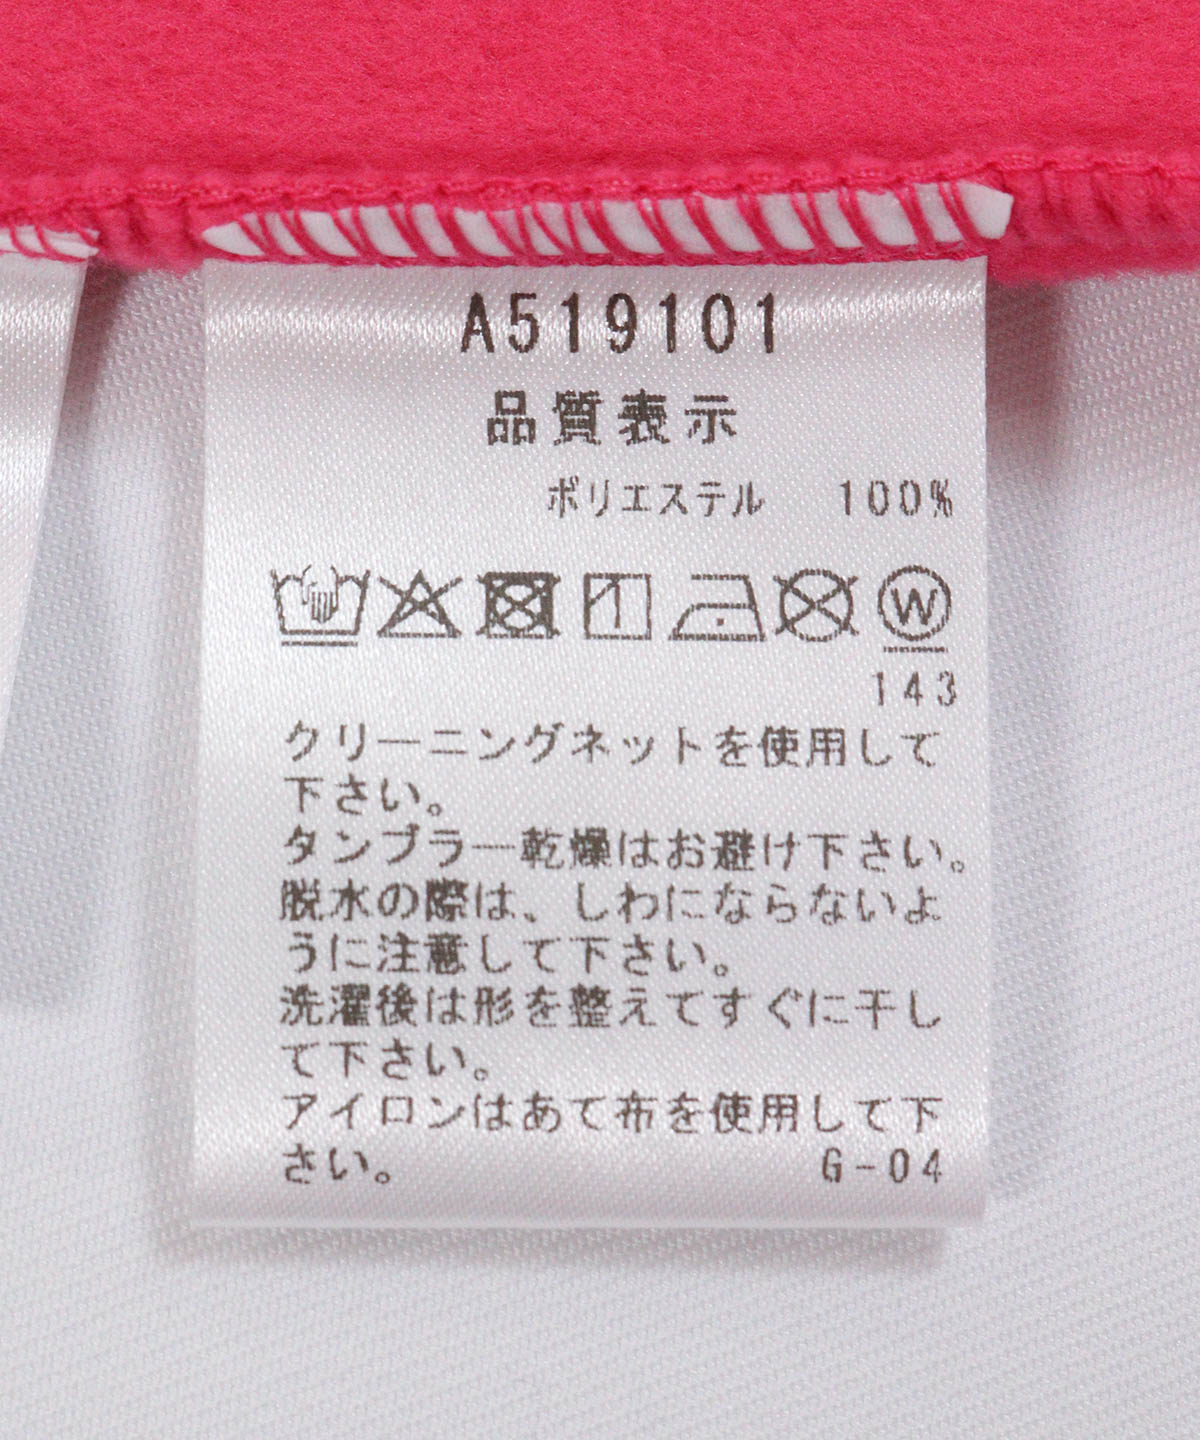 A519101
品質表示
ポリエステル 100%
W
143
クリーニングネットを使用して
下さい。
タンブラー乾燥はお避け下さい。
脱水の際は、しわにならないよ
うに注意して下さい。
洗濯後は形を整えてすぐに干し
て下さい。
アイロンはあて布を使用して下
さい。 G-04